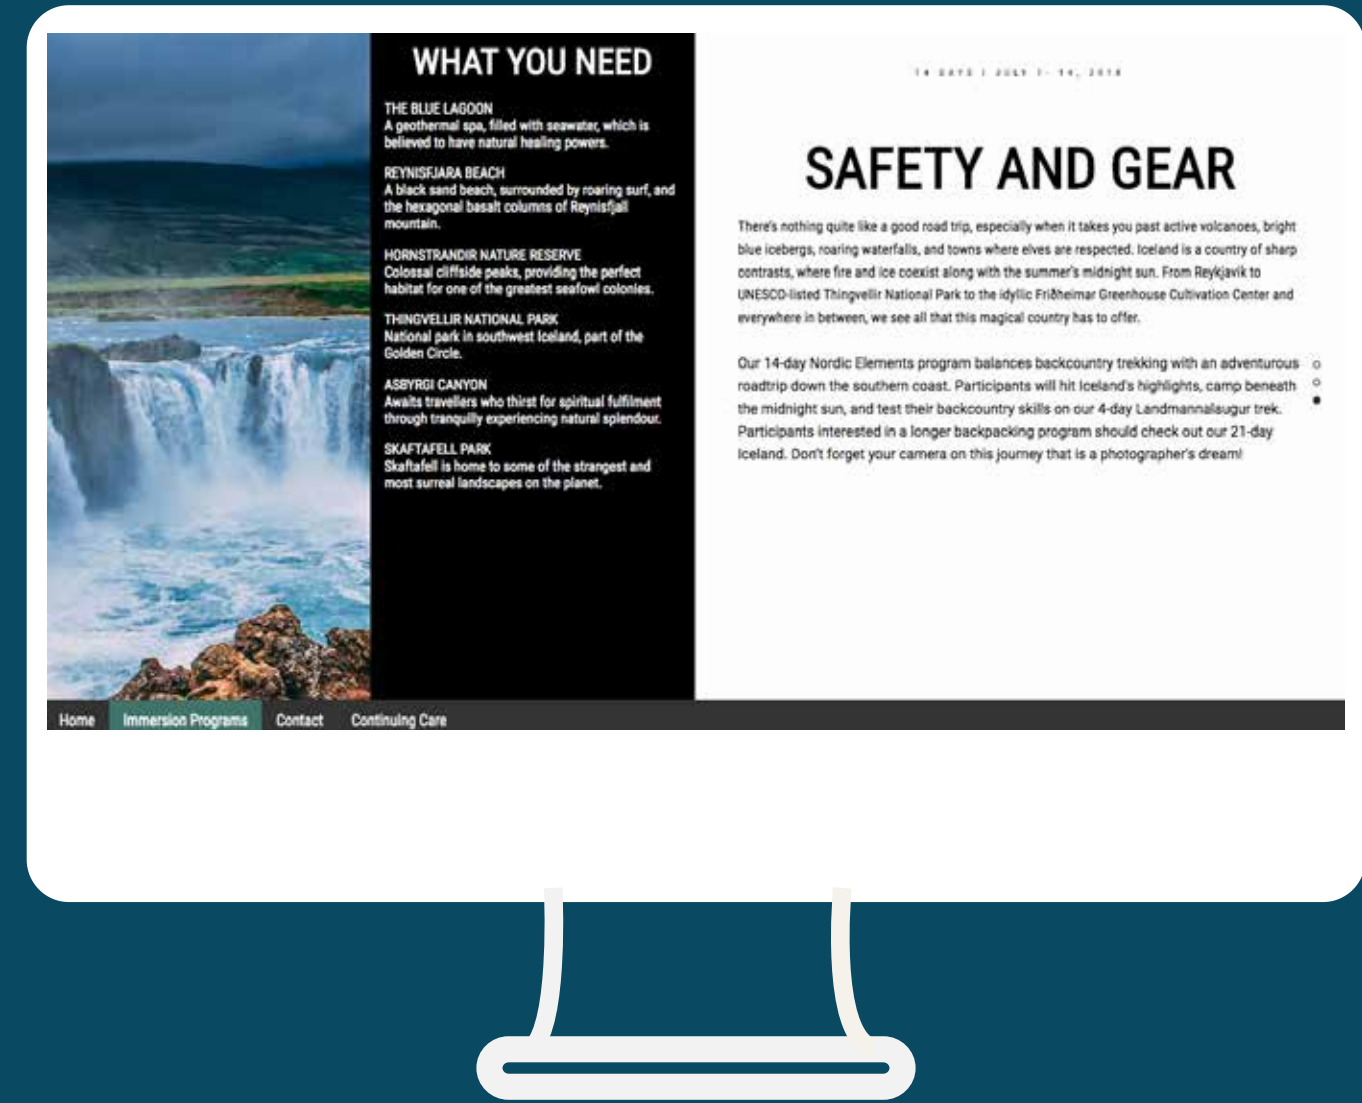 WHAT YOU NEED
THE BLUE LAGOON
A geothermal spa, filled with seawater, which is
believed to have natural healing powers.
REYNISFJARA BEACH
A black sand beach, surrounded by roaring surf, and
the hexagonal basalt columns of Reynisfjall
mountain.
HORNSTRANDIR NATURE RESERVE
Colossal cliffside peaks, providing the perfect
habitat for one of the greatest seafowl colonies.
THINGVELLIR NATIONAL PARK
National park in southwest Iceland, part of the
Golden Circle.
ASBYRGI CANYON
Awaits travellers who thirst for spiritual fulfilment
through tranquilly experiencing natural splendour.
SKAFTAFELL PARK
Skaftafell is home to some of the strangest and
most surreal landscapes on the planet.
14 DAYS | JULY 1- 14, 2018
SAFETY AND GEAR
There's nothing quite like a good road trip, especially when it takes you past active volcanoes, bright
blue icebergs, roaring waterfalls, and towns where elves are respected. Iceland is a country of sharp
contrasts, where fire and ice coexist along with the summer's midnight sun. From Reykjavik to
UNESCO-listed Thingvellir National Park to the idyllic Friðheimar Greenhouse Cultivation Center and
everywhere in between, we see all that this magical country has to offer.
Our 14-day Nordic Elements program balances backcountry trekking with an adventurous
roadtrip down the southern coast. Participants will hit Iceland's highlights, camp beneath
the midnight sun, and test their backcountry skills on our 4-day Landmannalaugur trek.
Participants interested in a longer backpacking program should check out our 21-day
Iceland. Don't forget your camera on this journey that is a photographer's dream!
Home Immersion Programs Contact Continuing Care